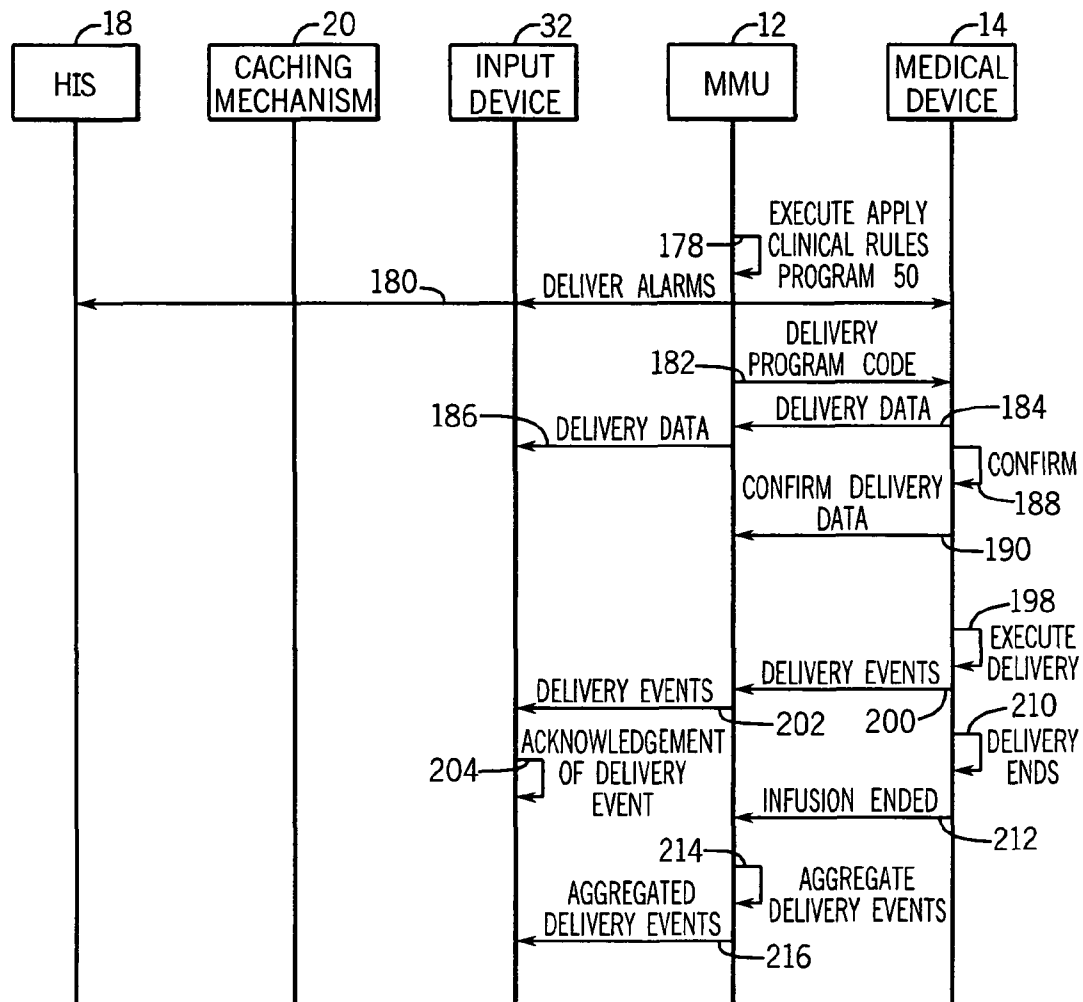 18
20
32
12
14
HIS
CACHING
MECHANISM
INPUT
DEVICE
MMU
MEDICAL
DEVICE
178
EXECUTE APPLY
CLINICAL RULES
PROGRAM 50
180
DELIVER ALARMS
DELIVERY
PROGRAM CODE
182
DELIVERY DATA
184
186
DELIVERY DATA
CONFIRM
188
CONFIRM DELIVERY
DATA
190
198
EXECUTE
DELIVERY
DELIVERY EVENTS
200
DELIVERY EVENTS
202
210
DELIVERY
ENDS
204
ACKNOWLEDGEMENT
OF DELIVERY
EVENT
INFUSION ENDED
212
214
AGGREGATE
DELIVERY EVENTS
AGGREGATED
DELIVERY EVENTS
216